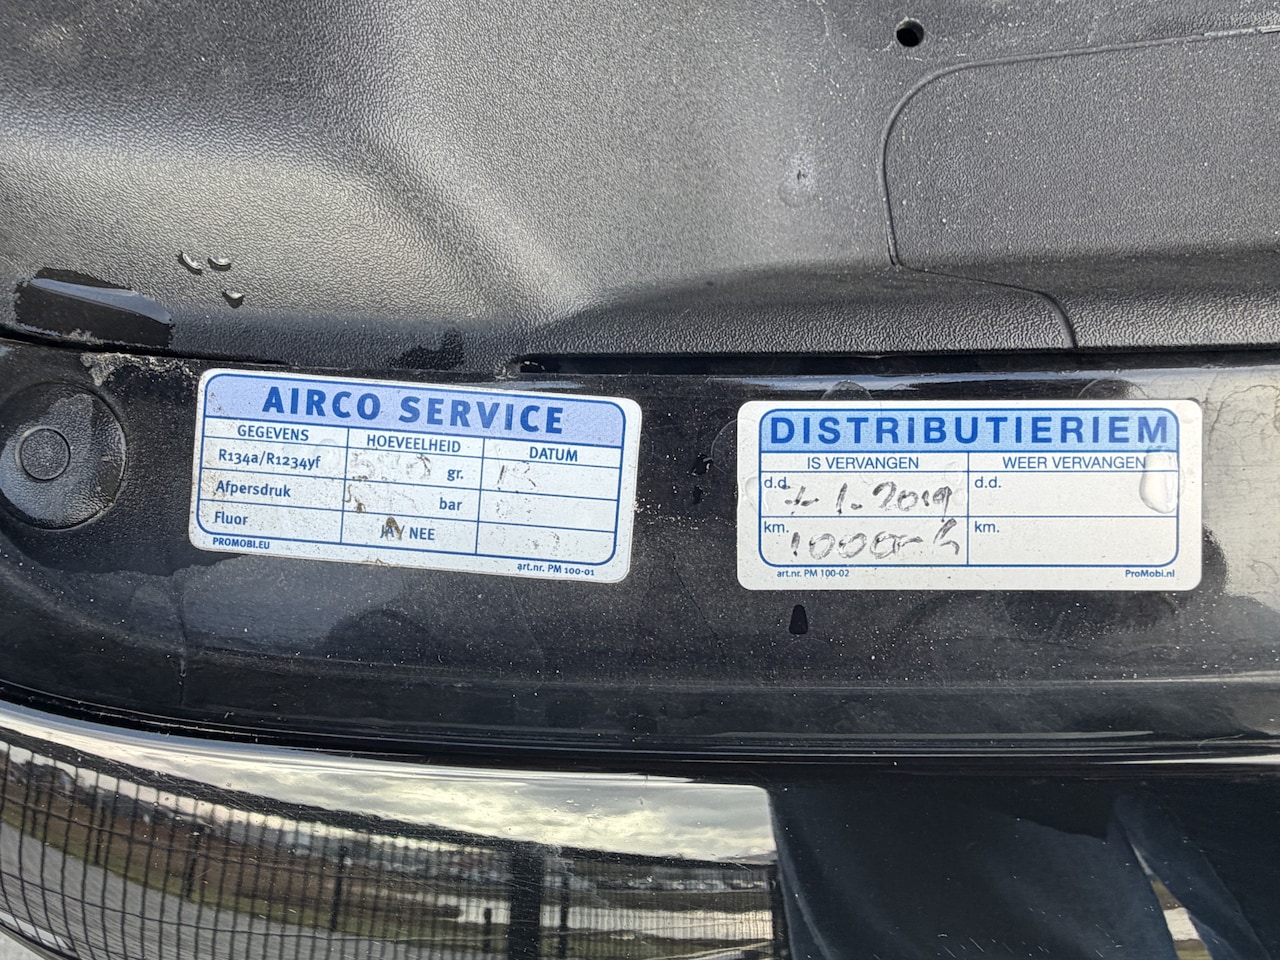 AIRCO SERVICE
GEGEVENS HOEVEELHEID DATUM
R134a/R1234yf gr.
Afpersdruk bar
Fluor JA/ NEE
PROMOBI.EU art.nr. PM 100-01
DISTRIBUTIERIEM
IS VERVANGEN WEER VERVANGEN
d.d. 1-2019 d.d.
km. km.
art.nr. PM 100-02 ProMobi.nl